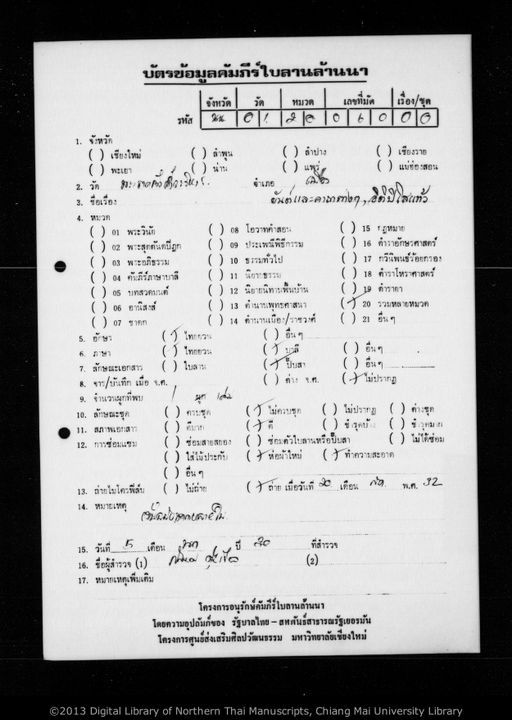 บัตรข้อมูลคัมภีร์ใบลานล้านนา
จังหวัด วัด หมวด เลขที่มัด เรื่อง/ชุด
รหัส นน 01 20 010 00
1. จังหวัด
( ) เชียงใหม่ ( ) ลำพูน ( ) ลำปาง ( ) เชียงราย
( ) พะเยา ( ) น่าน ( ) แพร่ ( ) แม่ฮ่องสอน
2. วัด อำเภอ เมือง
3. ชื่อเรื่อง
4. หมวด
( ) 01 พระวินัย ( ) 08 โอวาทคำสอน ( ) 15 กฎหมาย
( ) 02 พระสุตตันตปิฎก ( ) 09 ประเพณีพิธีกรรม ( ) 16 ตำราอักษรศาสตร์
( ) 03 พระอภิธรรม ( ) 10 ธรรมทั่วไป ( ) 17 กวีนิพนธ์ร้อยกรอง
( ) 04 คัมภีร์ภาษาบาลี ( ) 11 นิยายธรรม ( ) 18 ตำราโหราศาสตร์
( ) 05 บทสวดมนต์ ( ) 12 นิยายนิทานพื้นบ้าน ( ) 19 ตำรายา
( ) 06 อานิสงส์ ( ) 13 ตำนานพุทธศาสนา (/) 20 รวมหลายหมวด
( ) 07 ชาดก ( ) 14 ตำนานเมือง/ราชวงศ์ ( ) 21 อื่น ๆ
5. อักษร (/) ไทยยวน ( ) อื่น ๆ
6. ภาษา (/) ไทยยวน (/) บาลี ( ) อื่น ๆ
7. ลักษณะเอกสาร ( ) ใบลาน (/) ปั๊บสา ( ) อื่น ๆ
8. จาร/บันทึก เมื่อ จ.ศ. ( ) ค่าง จ.ศ. (/) ไม่ปรากฏ
9. จำนวนผูกที่พบ 1 ผูก
10. ลักษณะชุด ( ) ครบชุด (/) ไม่ครบชุด ( ) ไม่ปรากฏ ( ) ค่างชุด
11. สภาพเอกสาร ( ) ดีมาก (/) ดี ( ) ชำรุดบ้าง ( ) ชำรุดมาก
12. การซ่อมแซม ( ) ซ่อมสายสยอง ( ) ซ่อมตัวใบลานหรือปั๊บสา ( ) ไม่ได้ซ่อม
( ) ใส่ไม้ประกับ (/) ห่อผ้าใหม่ (/) ทำความสะอาด
( ) อื่น ๆ
13. ถ่ายไมโครฟิล์ม ( ) ไม่ถ่าย (/) ถ่าย เมื่อวันที่ 20 เดือน พ.ศ. 32
14. หมายเหตุ
15. วันที่ 5 เดือน ปี 30 ที่สำรวจ
16. ชื่อผู้สำรวจ (1) (2)
17. หมายเหตุเพิ่มเติม
โครงการอนุรักษ์คัมภีร์ใบลานล้านนา
โดยความอุปถัมภ์ของ รัฐบาลไทย - สหพันธ์สาธารณรัฐเยอรมัน
โครงการศูนย์ส่งเสริมศิลปวัฒนธรรม มหาวิทยาลัยเชียงใหม่
©2013 Digital Library of Northern Thai Manuscripts, Chiang Mai University Library